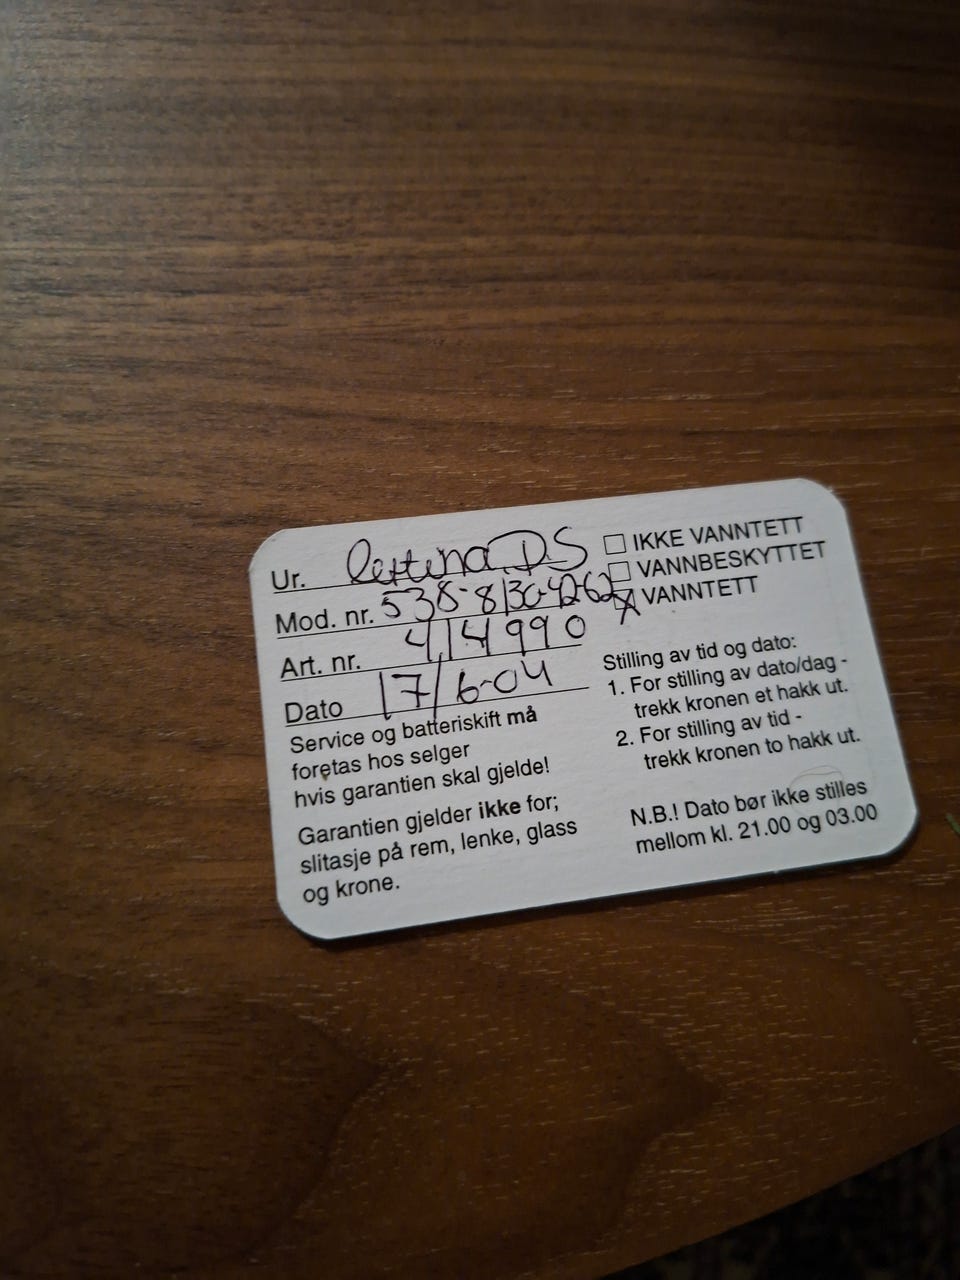 Ur. Certina DS
Mod. nr. 538-8130-4262
Art. nr. 414990
Dato 17/6-04
Service og batteriskift må
foretas hos selger
hvis garantien skal gjelde!
Garantien gjelder ikke for;
slitasje på rem, lenke, glass
og krone.
☐ IKKE VANNTETT
☐ VANNBESKYTTET
☒ VANNTETT
Stilling av tid og dato:
1. For stilling av dato/dag -
trekk kronen et hakk ut.
2. For stilling av tid -
trekk kronen to hakk ut.
N.B.! Dato bør ikke stilles
mellom kl. 21.00 og 03.00